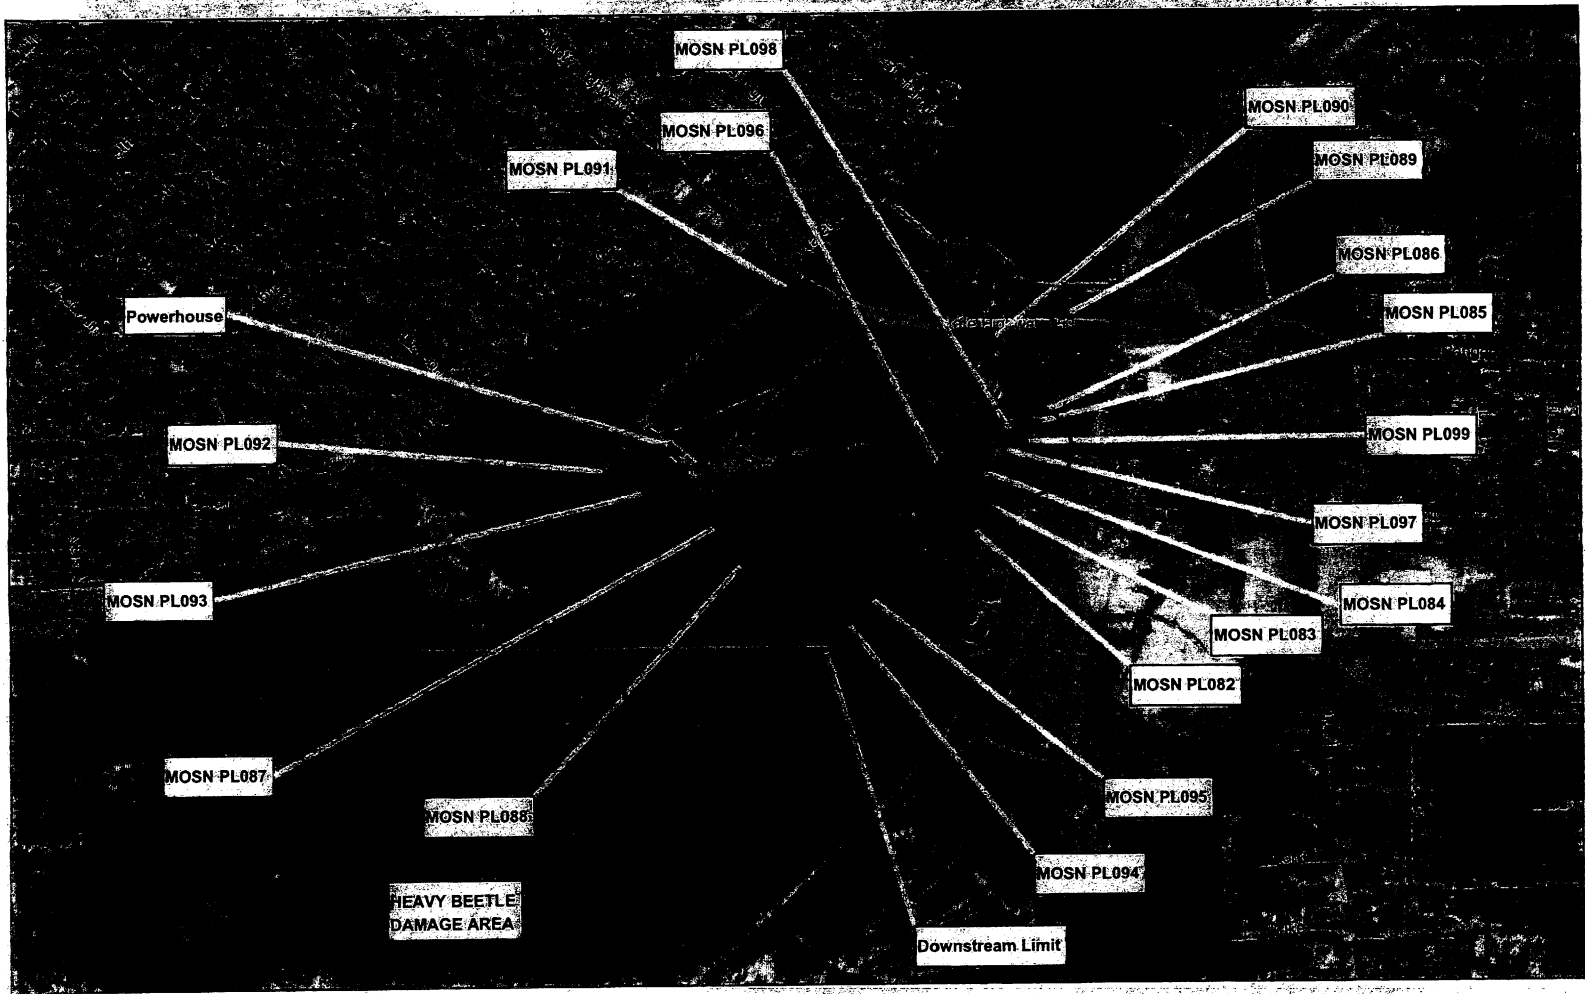 MOSN PL098
MOSN PL090
MOSN PL096
MOSN PL089
MOSN PL091
MOSN PL086
MOSN PL085
Powerhouse
MOSN PL092
MOSN PL099
MOSN PL097
MOSN PL093
MOSN PL084
MOSN PL083
MOSN PL082
MOSN PL087
MOSN PL095
MOSN PL088
MOSN PL094
HEAVY BEETLE
DAMAGE AREA
Downstream Limit